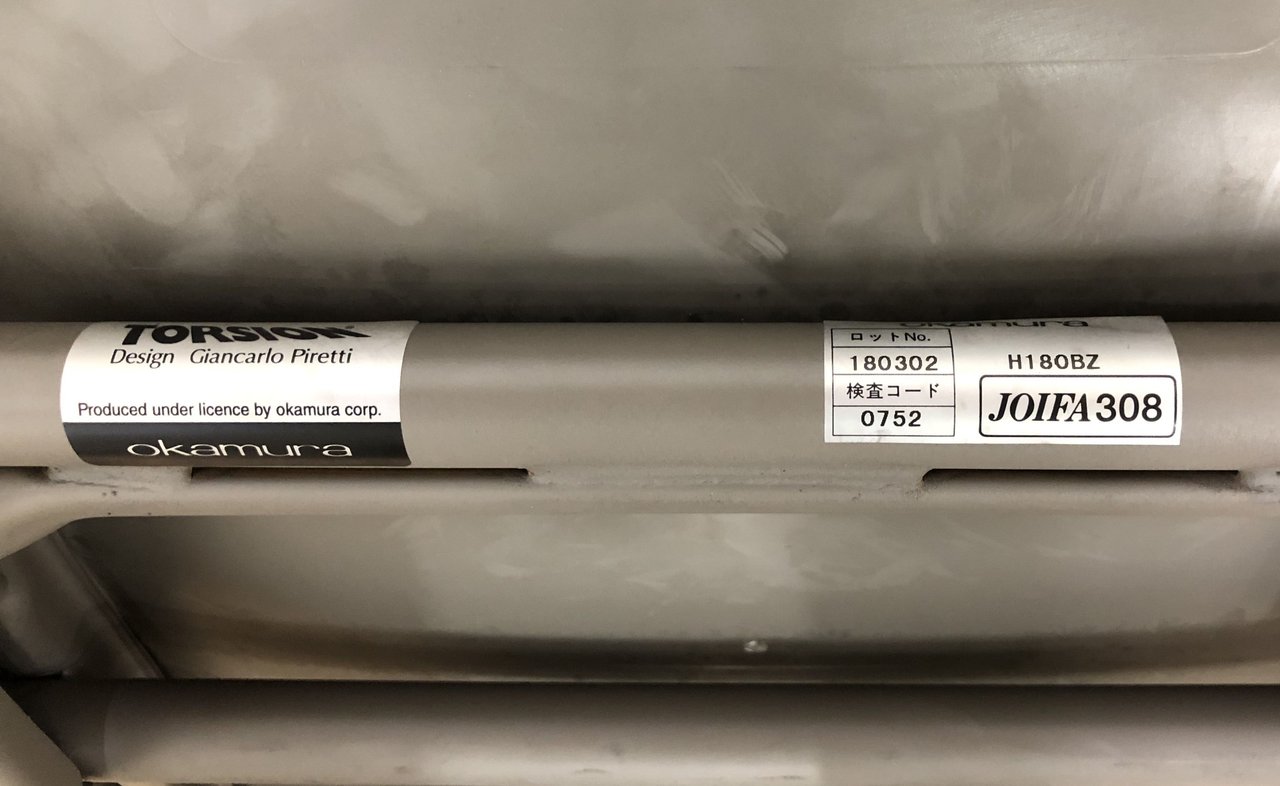 TORSION
Design Giancarlo Piretti
Produced under licence by okamura corp.
okamura
okamura
ロットNo.
180302
H180BZ
検査コード
0752
JOIFA308